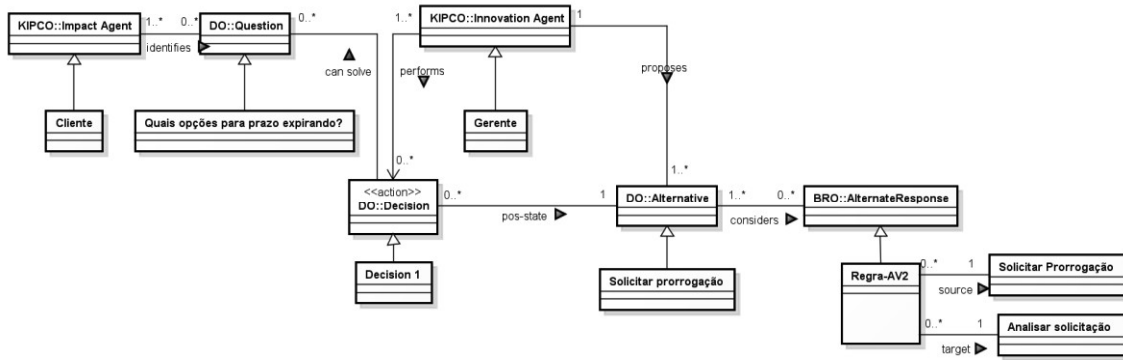 KIPCO::Impact Agent
1..*
0..*
identifies
DO::Question
0..*
can solve
1..*
performs
KIPCO::Innovation Agent
1
proposes
Cliente
Quais opções para prazo expirando?
Gerente
0..*
1..*
<<action>>
DO::Decision
0..*
pos-state
1
DO::Alternative
1..*
0..*
considers
BRO::AlternateResponse
Decision 1
Solicitar prorrogação
Regra-AV2
0..*
1
source
Solicitar Prorrogação
0..*
1
target
Analisar solicitação